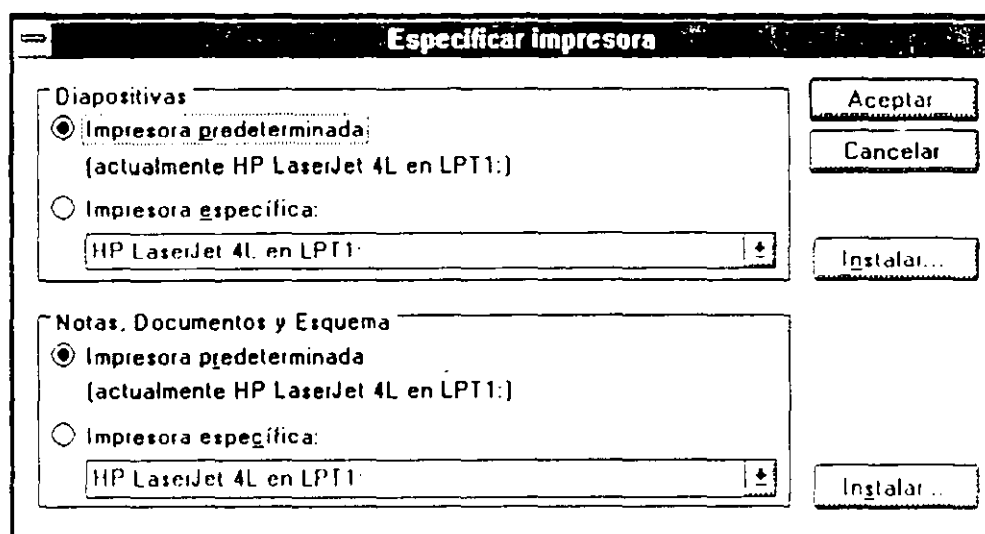 Especificar impresora
Diapositivas
Impresora predeterminada
(actualmente HP LaserJet 4L en LPT1:)
Impresora específica:
HP LaserJet 4L en LPT1:
Aceptar
Cancelar
Instalar...
Notas, Documentos y Esquema
Impresora predeterminada
(actualmente HP LaserJet 4L en LPT1:)
Impresora específica:
HP LaserJet 4L en LPT1:
Instalar...